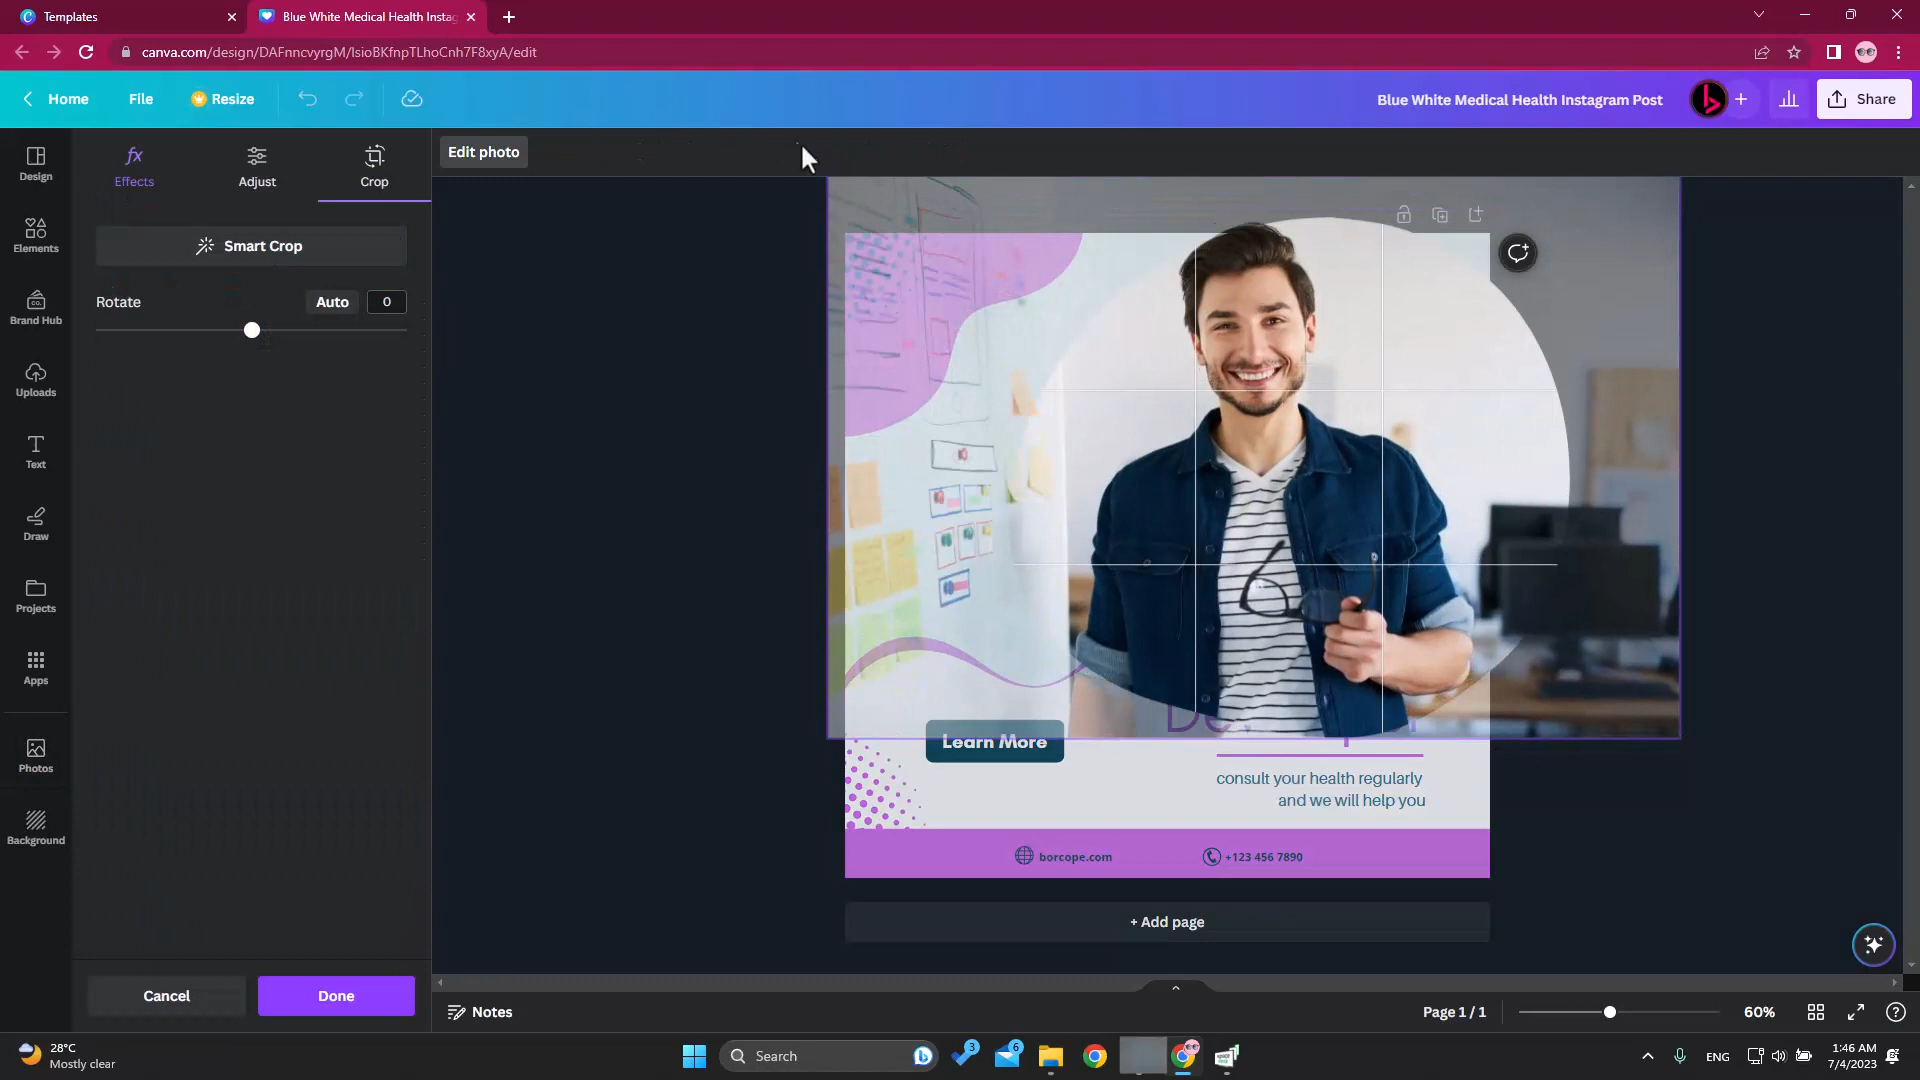 Templates
Blue White Medical Health Instag
canva.com/design/DAFnncvyrgM/IsioBKfnpTLhoCnh7F8xyA/edit
Home
File
Resize
Blue White Medical Health Instagram Post
Share
Design
Elements
Brand Hub
Uploads
Text
Draw
Projects
Apps
Photos
Background
fx
Effects
Adjust
Crop
Smart Crop
Rotate
Auto
0
Cancel
Done
Edit photo
Learn More
consult your health regularly
and we will help you
borcope.com
+123 456 7890
+ Add page
Notes
Page 1 / 1
60%
28°C
Mostly clear
Search
3
6
ENG
1:46 AM
7/4/2023